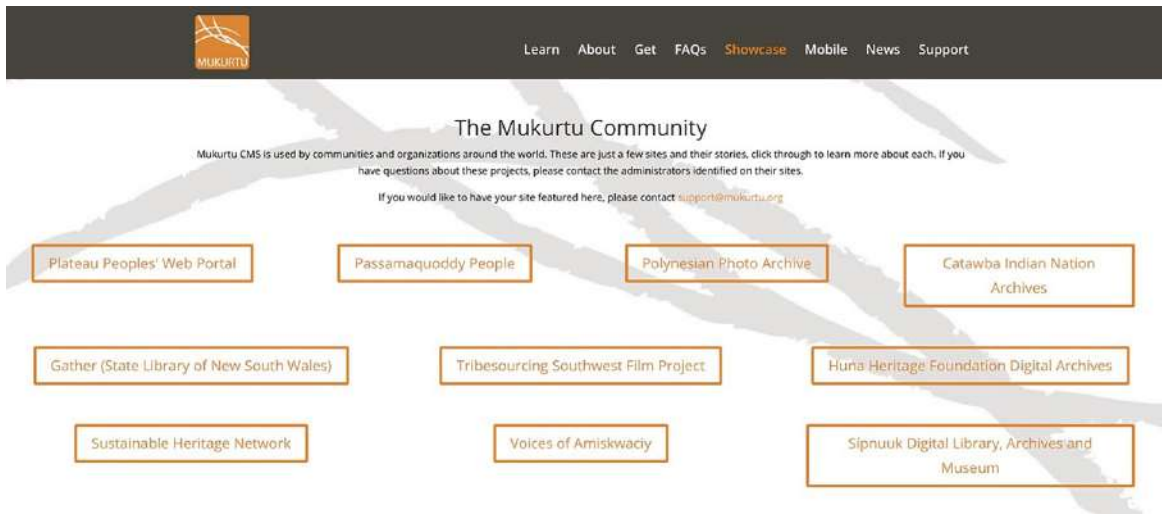 MUKURTU
Learn About Get FAQs Showcase Mobile News Support
The Mukurtu Community
Mukurtu CMS is used by communities and organizations around the world. These are just a few sites and their stories, click through to learn more about each. If you
have questions about these projects, please contact the administrators identified on their sites.
If you would like to have your site featured here, please contact support@mukurtu.org
Plateau Peoples' Web Portal
Passamaquoddy People
Polynesian Photo Archive
Catawba Indian Nation
Archives
Gather (State Library of New South Wales)
Tribesourcing Southwest Film Project
Huna Heritage Foundation Digital Archives
Sustainable Heritage Network
Voices of Amiskwaciy
Sípnuuk Digital Library, Archives and
Museum